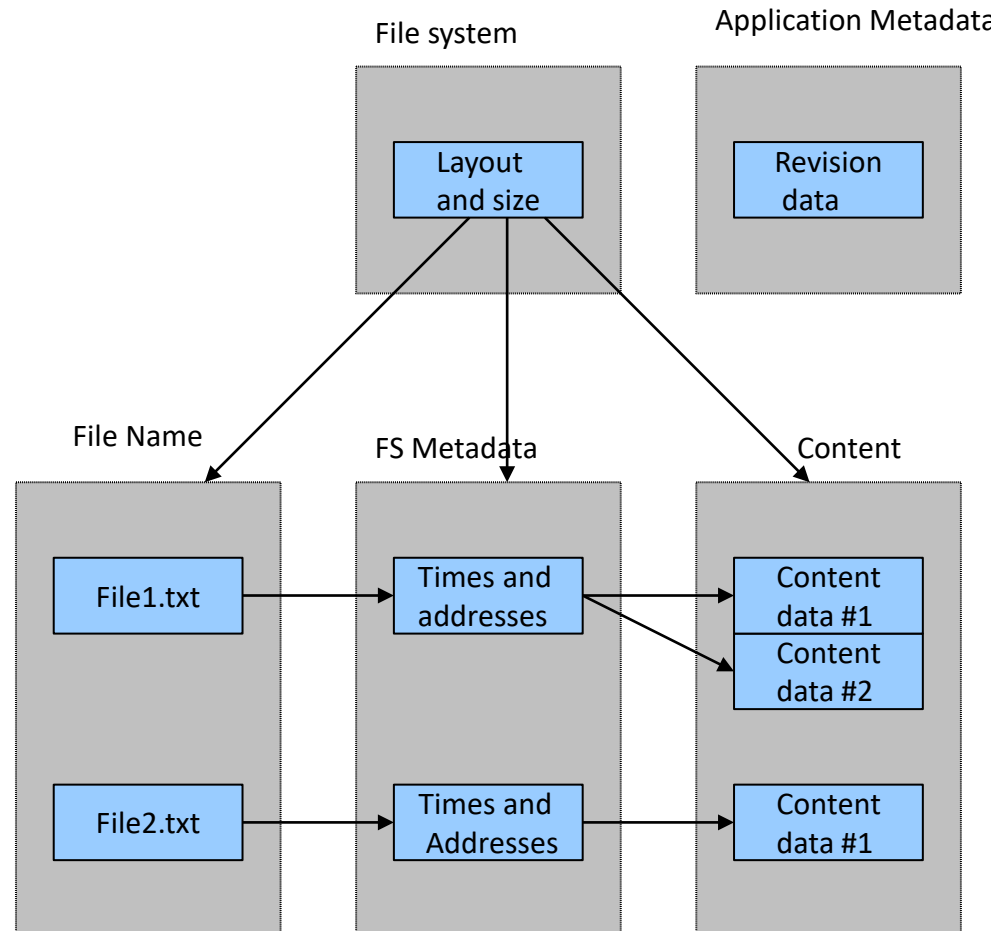 File system
Application Metadata
Layout
and size
Revision
data
File Name
FS Metadata
Content
File1.txt
Times and
addresses
Content
data #1
Content
data #2
File2.txt
Times and
Addresses
Content
data #1